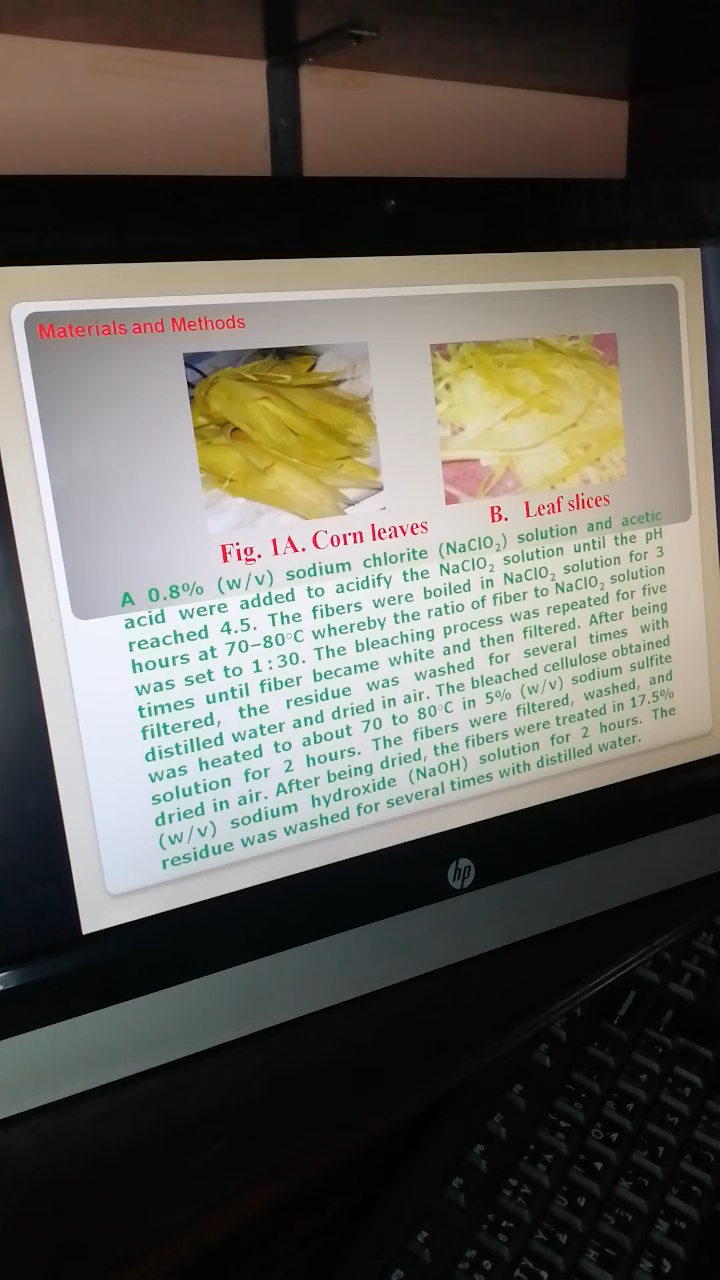 Materials and Methods
Fig. 1A. Corn leaves
B. Leaf slices
A 0.8% (w/v) sodium chlorite (NaClO₂) solution and acetic
acid were added to acidify the NaClO₂ solution until the pH
reached 4.5. The fibers were boiled in NaClO₂ solution for 3
hours at 70–80°C whereby the ratio of fiber to NaClO₂ solution
was set to 1:30. The bleaching process was repeated for five
times until fiber became white and then filtered. After being
filtered, the residue was washed for several times with
distilled water and dried in air. The bleached cellulose obtained
was heated to about 70 to 80°C in 5% (w/v) sodium sulfite
solution for 2 hours. The fibers were filtered, washed, and
dried in air. After being dried, the fibers were treated in 17.5%
(w/v) sodium hydroxide (NaOH) solution for 2 hours. The
residue was washed for several times with distilled water.
hp